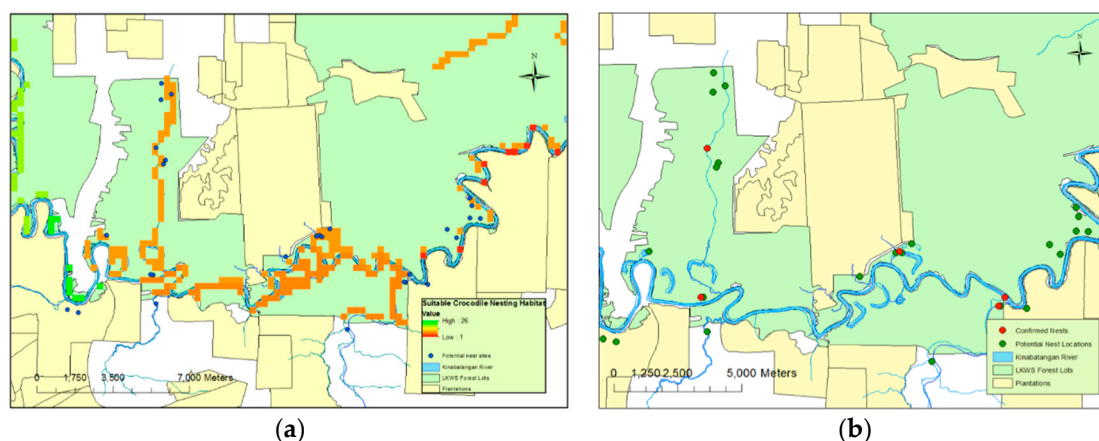 N
Suitable Crocodile Nesting Habitat
Value
High : 26
Low : 1
Potential nest sites
Kinabatangan River
LKWS Forest Lots
Plantations
0 1,750 3,500 7,000 Meters
(a)
N
Confirmed Nests
Potential Nest Locations
Kinabatangan River
LKWS Forest Lots
Plantations
0 1,250 2,500 5,000 Meters
(b)